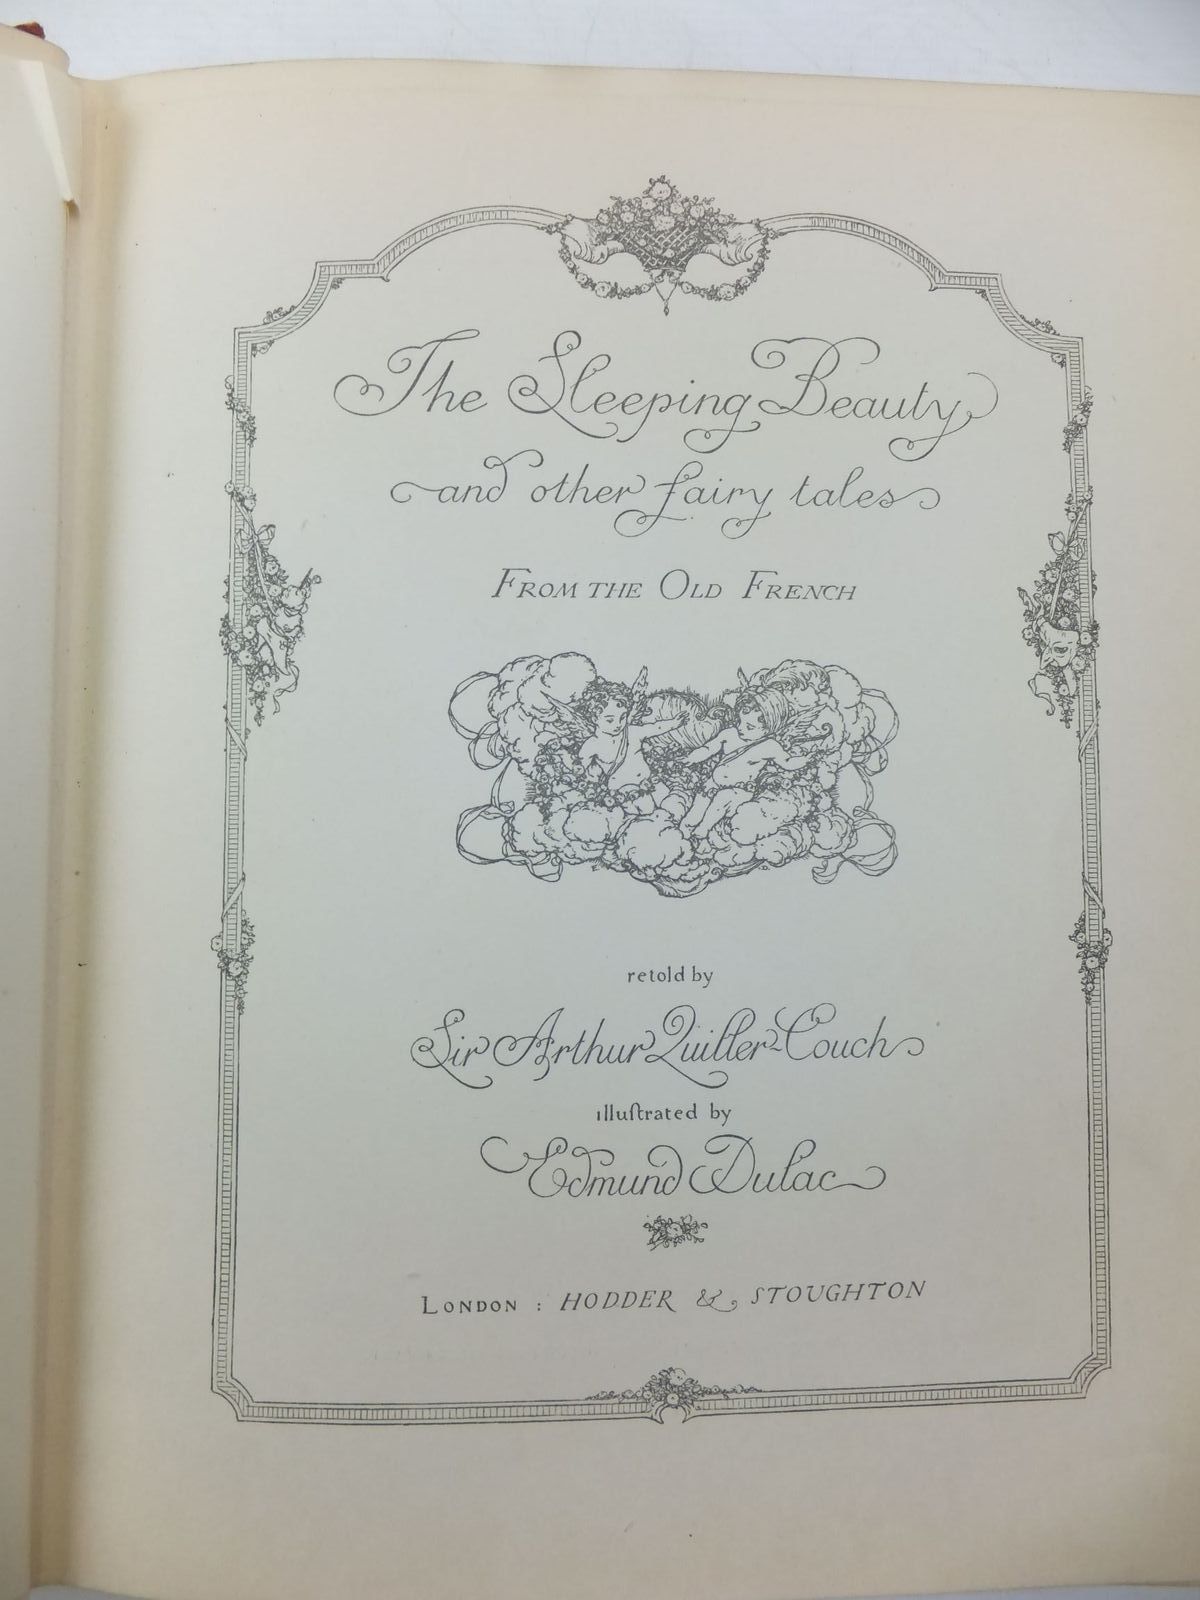 The Sleeping Beauty
and other fairy tales
FROM THE OLD FRENCH
retold by
Sir Arthur Quiller-Couch
illuſtrated by
Edmund Dulac
LONDON : HODDER & STOUGHTON